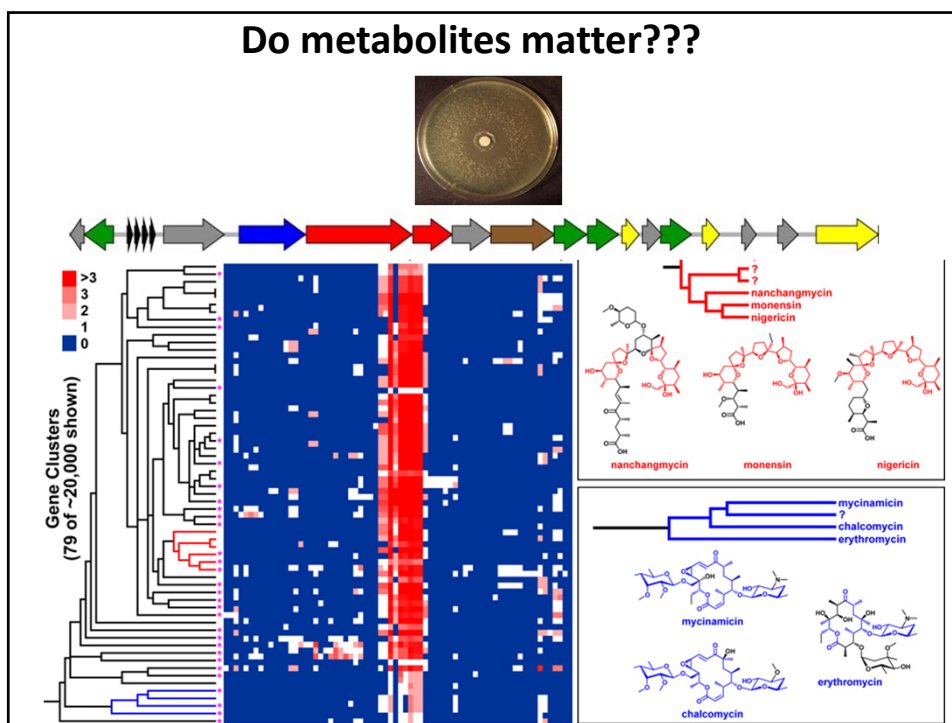 Do metabolites matter???
>3
3
2
1
0
Gene Clusters
(79 of ~20,000 shown)
?
?
nanchangmycin
monensin
nigericin
nanchangmycin
monensin
nigericin
mycinamicin
?
chalcomycin
erythromycin
mycinamicin
erythromycin
chalcomycin